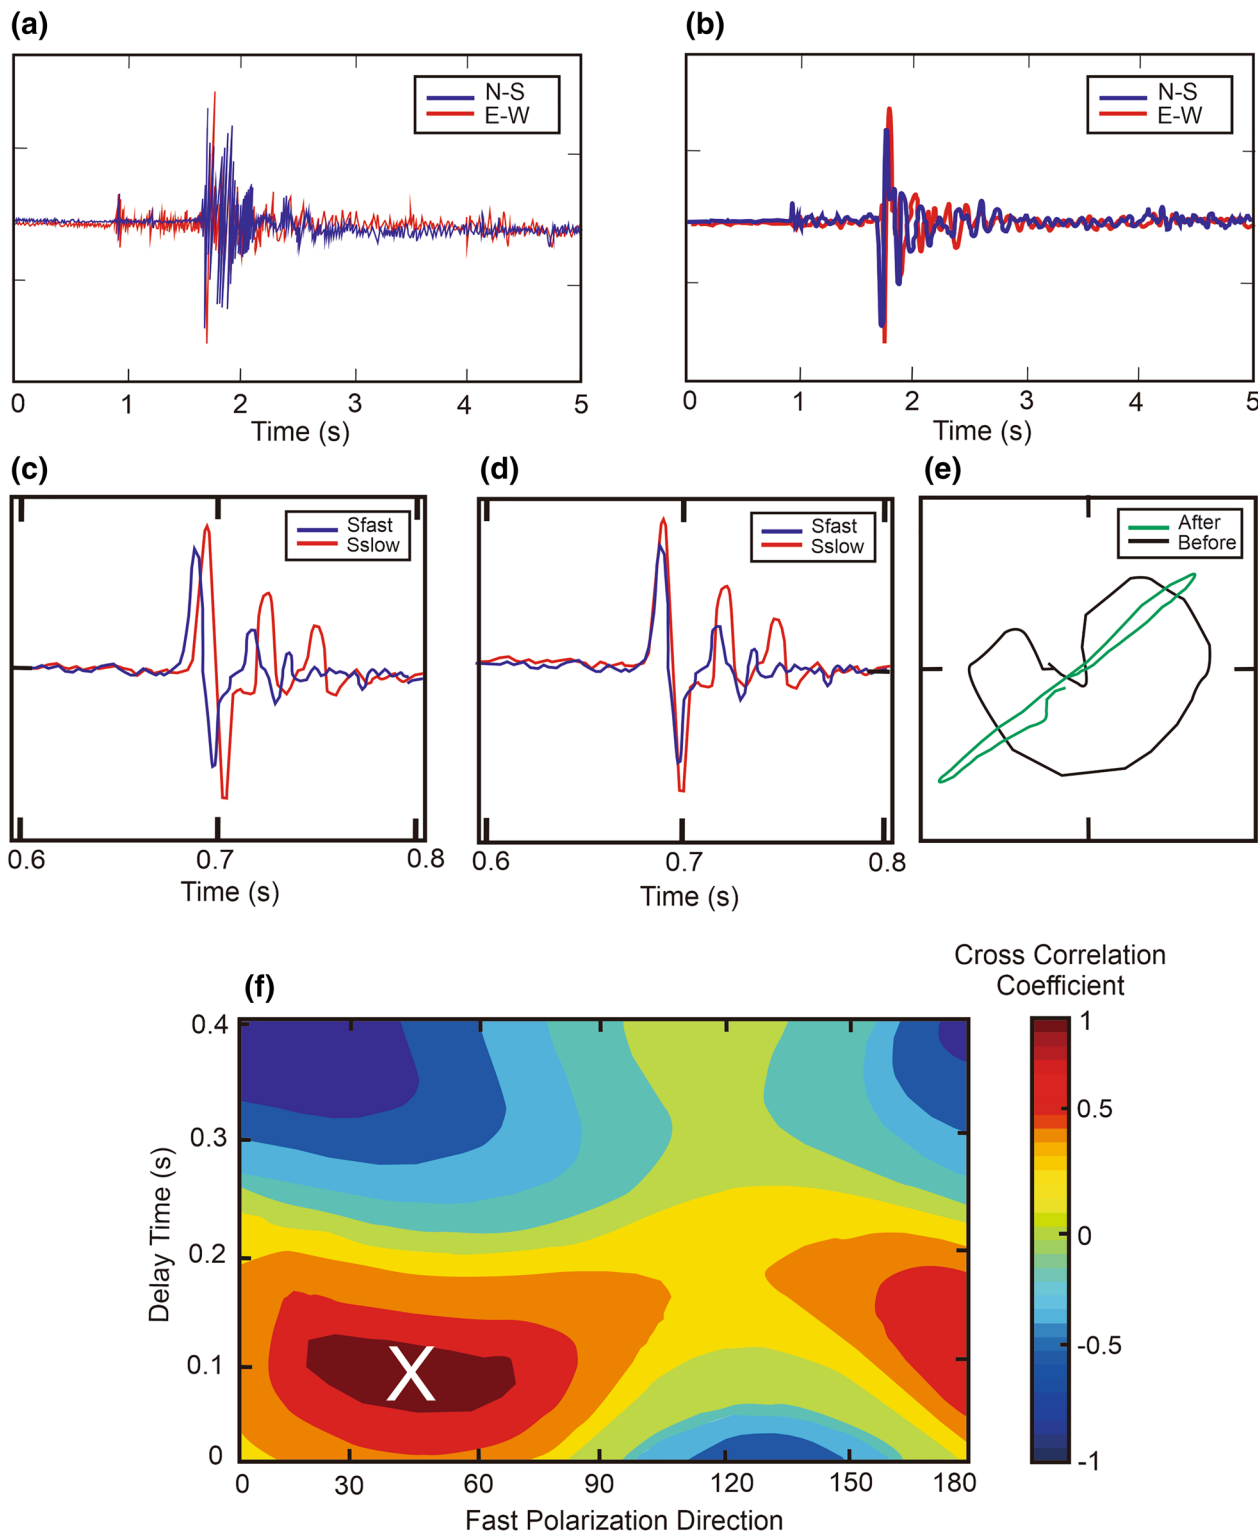 (a)
N-S
E-W
0 1 2 3 4 5
Time (s)
(b)
N-S
E-W
0 1 2 3 4 5
Time (s)
(c)
Sfast
Sslow
0.6 0.7 0.8
Time (s)
(d)
Sfast
Sslow
0.6 0.7 0.8
Time (s)
(e)
After
Before
(f)
Cross Correlation
Coefficient
0.4
0.3
0.2
0.1
0
Delay Time (s)
X
0 30 60 90 120 150 180
Fast Polarization Direction
1
0.5
0
-0.5
-1